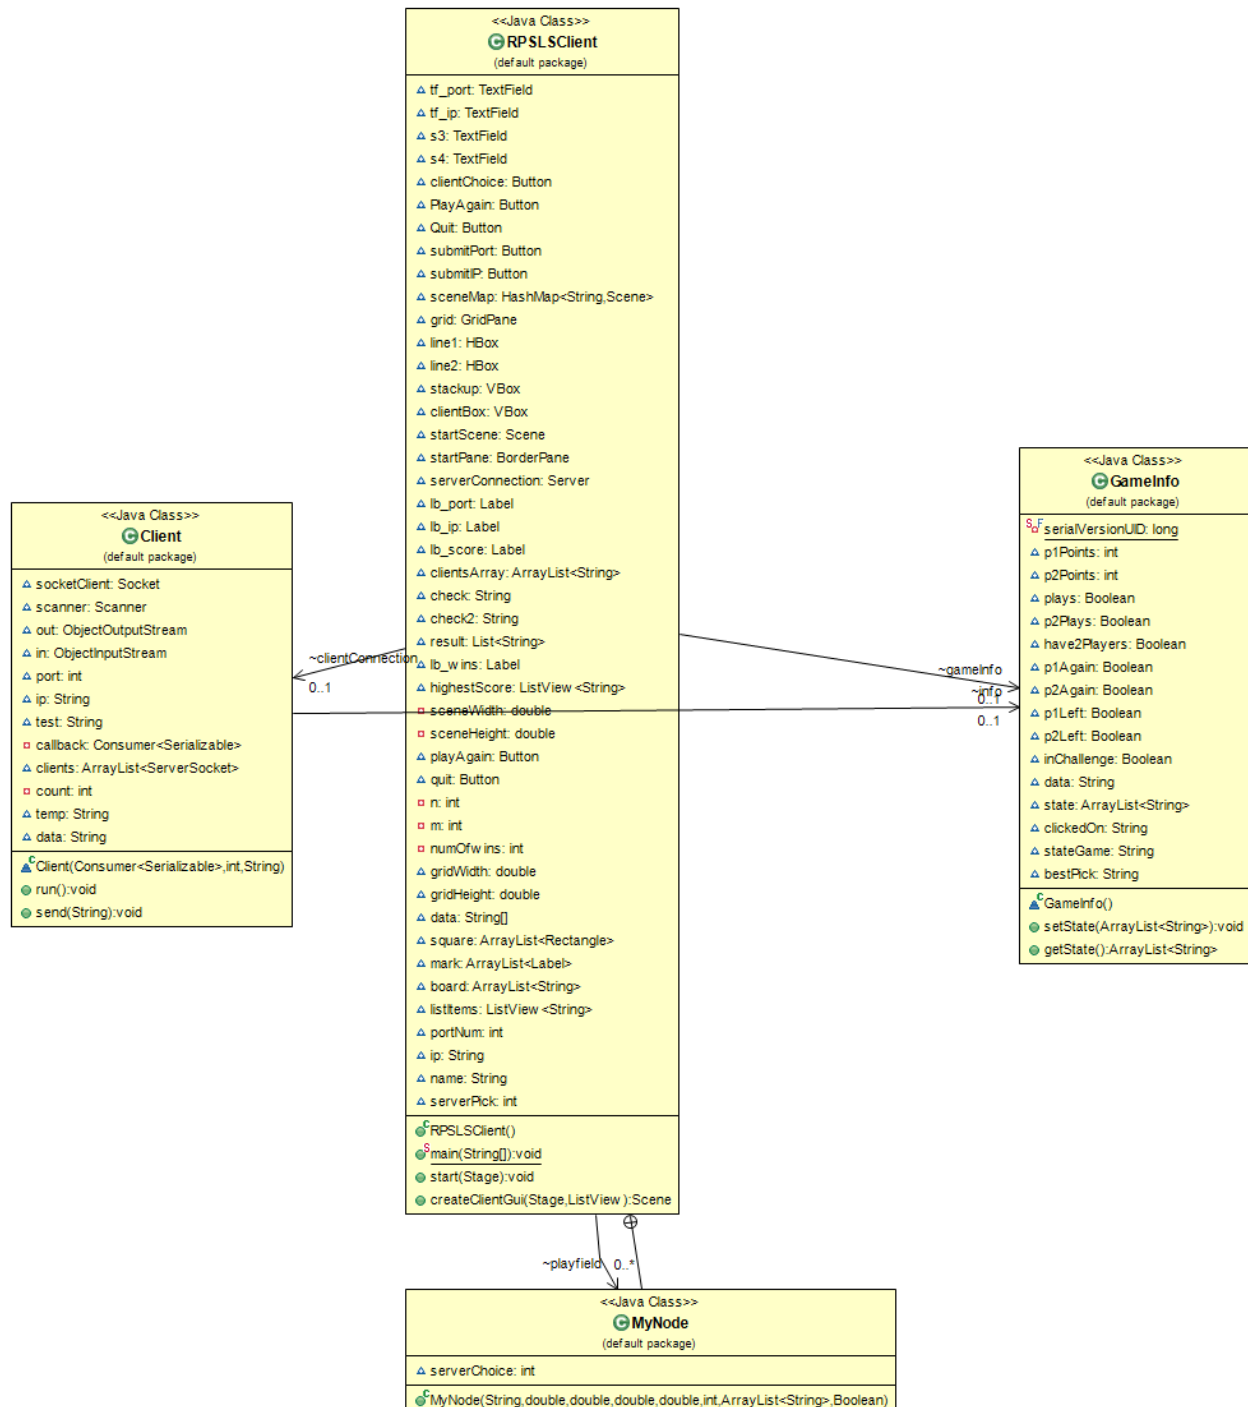 <<Java Class>>
RPSLSClient
(default package)
tf_port: TextField
tf_ip: TextField
s3: TextField
s4: TextField
clientChoice: Button
PlayAgain: Button
Quit: Button
submitPort: Button
submitIP: Button
sceneMap: HashMap<String,Scene>
grid: GridPane
line1: HBox
line2: HBox
stackup: VBox
clientBox: VBox
startScene: Scene
startPane: BorderPane
serverConnection: Server
lb_port: Label
lb_ip: Label
lb_score: Label
clientsArray: ArrayList<String>
check: String
check2: String
result: List<String>
lb_wins: Label
highestScore: ListView<String>
sceneWidth: double
sceneHeight: double
playAgain: Button
quit: Button
n: int
m: int
numOfwins: int
gridWidth: double
gridHeight: double
data: String[]
square: ArrayList<Rectangle>
mark: ArrayList<Label>
board: ArrayList<String>
listItems: ListView<String>
portNum: int
ip: String
name: String
serverPick: int
C RPSLSClient()
S main(String[]):void
start(Stage):void
createClientGui(Stage,ListView):Scene
<<Java Class>>
Client
(default package)
socketClient: Socket
scanner: Scanner
out: ObjectOutputStream
in: ObjectInputStream
port: int
ip: String
test: String
callback: Consumer<Serializable>
clients: ArrayList<ServerSocket>
count: int
temp: String
data: String
C Client(Consumer<Serializable>,int,String)
run():void
send(String):void
~clientConnection
0..1
<<Java Class>>
GameInfo
(default package)
S F serialVersionUID: long
p1Points: int
p2Points: int
plays: Boolean
p2Plays: Boolean
have2Players: Boolean
p1Again: Boolean
p2Again: Boolean
p1Left: Boolean
p2Left: Boolean
inChallenge: Boolean
data: String
state: ArrayList<String>
clickedOn: String
stateGame: String
bestPick: String
C GameInfo()
setState(ArrayList<String>):void
getState():ArrayList<String>
~gameInfo
~info
0..1
0..1
~playfield 0..*
<<Java Class>>
MyNode
(default package)
serverChoice: int
C MyNode(String,double,double,double,double,int,ArrayList<String>,Boolean)